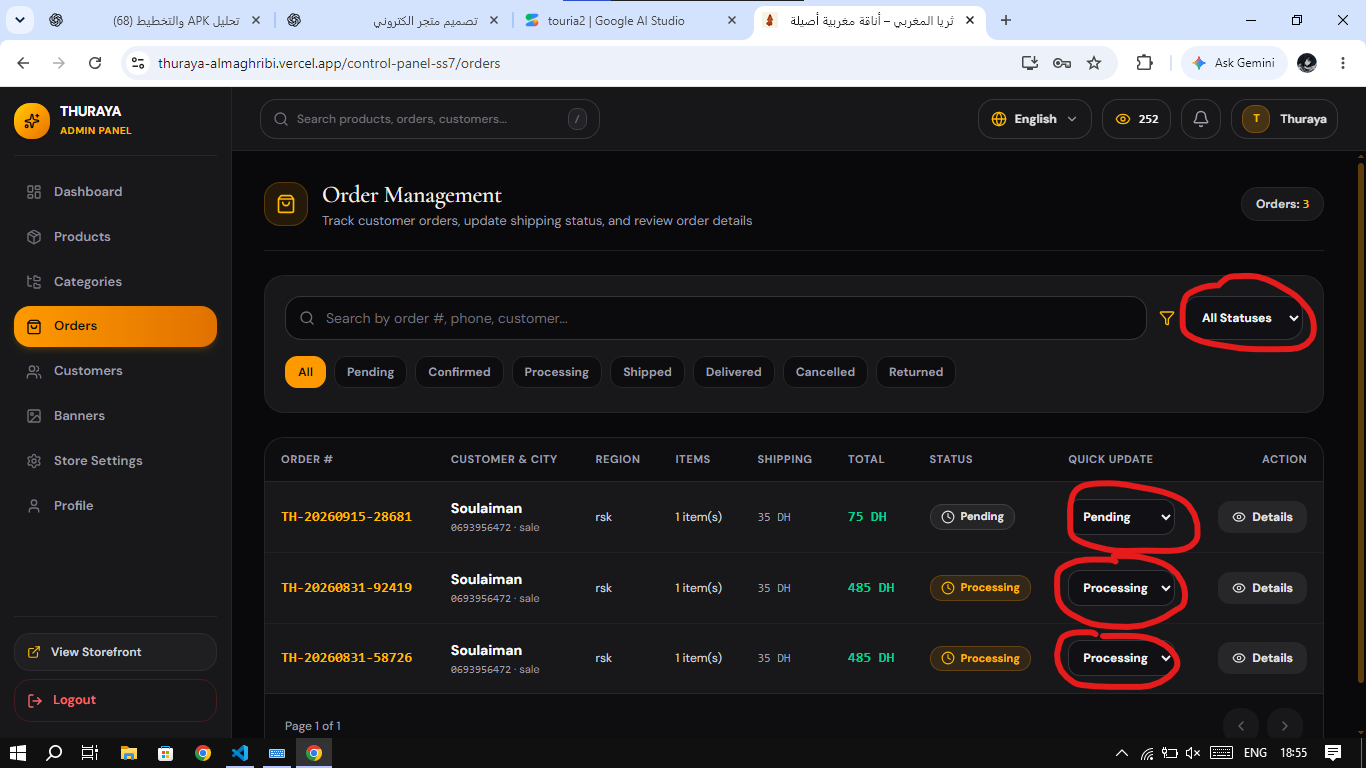 تحليل APK والتخطيط (68)
تصميم متجر الكتروني
touria2 | Google AI Studio
ثريا المغربي – أناقة مغربية أصيلة
thuraya-almaghribi.vercel.app/control-panel-ss7/orders
Ask Gemini
THURAYA
ADMIN PANEL
Search products, orders, customers...
/
English
252
T
Thuraya
Dashboard
Products
Categories
Orders
Customers
Banners
Store Settings
Profile
View Storefront
Logout
Order Management
Track customer orders, update shipping status, and review order details
Orders: 3
Search by order #, phone, customer...
All Statuses
All Pending Confirmed Processing Shipped Delivered Cancelled Returned
ORDER # CUSTOMER & CITY REGION ITEMS SHIPPING TOTAL STATUS QUICK UPDATE ACTION
TH-20260915-28681 Soulaiman rsk 1 item(s) 35 DH 75 DH Pending Pending Details
0693956472 · sale
TH-20260831-92419 Soulaiman rsk 1 item(s) 35 DH 485 DH Processing Processing Details
0693956472 · sale
TH-20260831-58726 Soulaiman rsk 1 item(s) 35 DH 485 DH Processing Processing Details
0693956472 · sale
Page 1 of 1
ENG 18:55